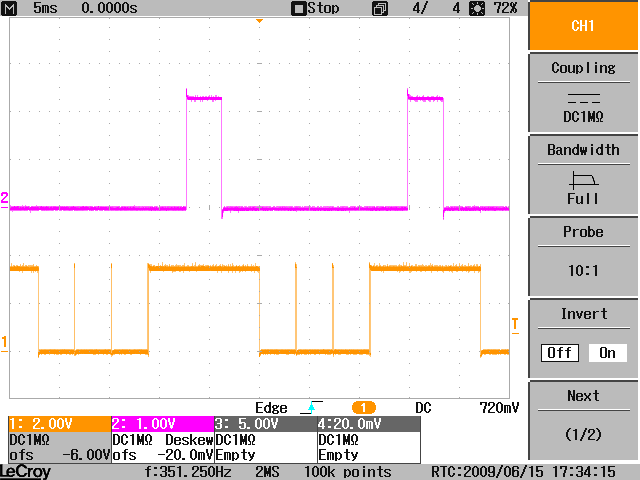 M 5ms 0.0000s Stop 4/ 4 72%
CH1
Coupling
DC1MΩ
Bandwidth
Full
Probe
10:1
Invert
Off On
Next
(1/2)
2
1
T
Edge 1 DC 720mV
1: 2.00V 2: 1.00V 3: 5.00V 4:20.0mV
DC1MΩ DC1MΩ Deskew DC1MΩ DC1MΩ
ofs -6.00V ofs -20.0mV Empty Empty
LeCroy f:351.250Hz 2MS 100k points RTC:2009/06/15 17:34:15